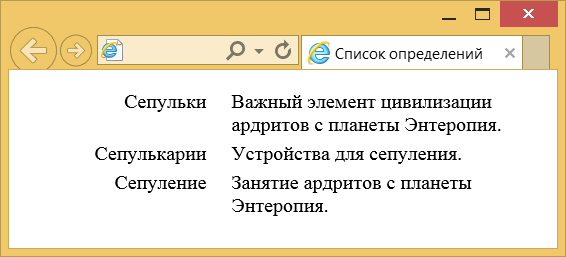 Список определений
Сепульки Важный элемент цивилизации
ардритов с планеты Энтеропия.
Сепулькарии Устройства для сепуления.
Сепуление Занятие ардритов с планеты
Энтеропия.